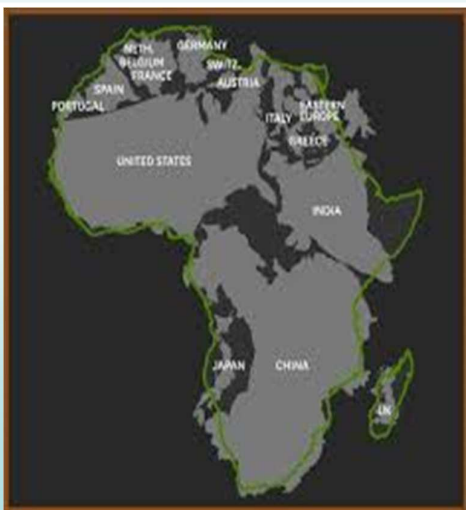 GERMANY
NETH.
BELGIUM
FRANCE
SWITZ.
AUSTRIA
SPAIN
PORTUGAL
ITALY
EASTERN
EUROPE
GREECE
UNITED STATES
INDIA
JAPAN
CHINA
UK